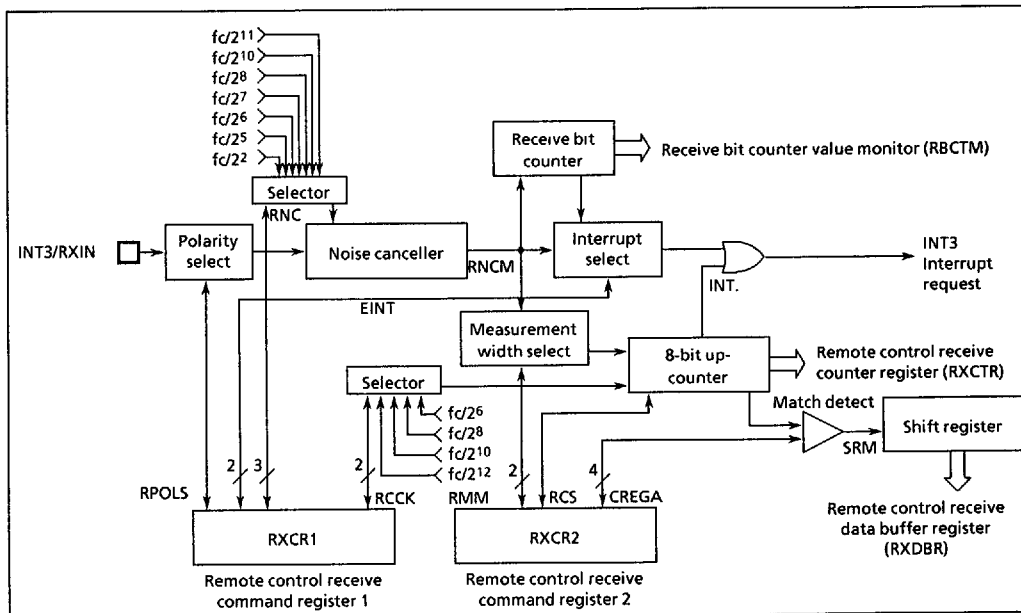 fc/2¹¹
fc/2¹⁰
fc/2⁸
fc/2⁷
fc/2⁶
fc/2⁵
fc/2²
Selector
RNC
Receive bit
counter
Receive bit counter value monitor (RBCTM)
INT3/RXIN
Polarity
select
Noise canceller
RNCM
Interrupt
select
INT3
Interrupt
request
INT.
EINT
Measurement
width select
8-bit up-
counter
Remote control receive
counter register (RXCTR)
Selector
fc/2⁶
fc/2⁸
fc/2¹⁰
fc/2¹²
Match detect
Shift register
SRM
2
3
2
2
4
RPOLS
RCCK
RMM
RCS
CREGA
RXCR1
RXCR2
Remote control receive
data buffer register
(RXDBR)
Remote control receive
command register 1
Remote control receive
command register 2